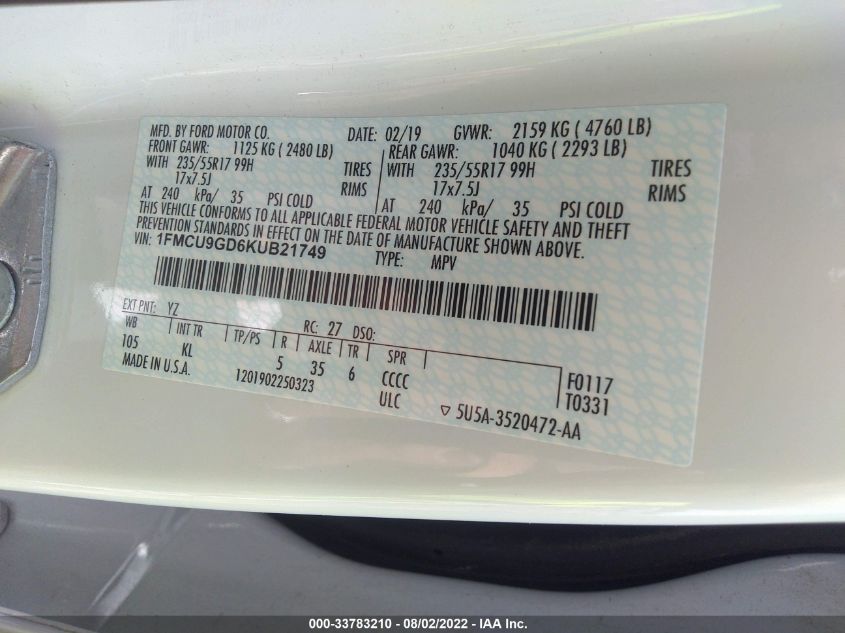 MFD. BY FORD MOTOR CO. DATE: 02/19 GVWR: 2159 KG ( 4760 LB)
FRONT GAWR: 1125 KG ( 2480 LB) REAR GAWR: 1040 KG ( 2293 LB)
WITH 235/55R17 99H TIRES WITH 235/55R17 99H TIRES
17x7.5J RIMS 17x7.5J RIMS
AT 240 kPa/ 35 PSI COLD AT 240 kPa/ 35 PSI COLD
THIS VEHICLE CONFORMS TO ALL APPLICABLE FEDERAL MOTOR VEHICLE SAFETY AND THEFT
PREVENTION STANDARDS IN EFFECT ON THE DATE OF MANUFACTURE SHOWN ABOVE.
VIN: 1FMCU9GD6KUB21749 TYPE: MPV
EXT PNT: YZ RC: 27 DSO:
WB INT TR TP/PS R AXLE TR SPR
105 KL 5 35 6 CCCC F0117
MADE IN U.S.A. 1201902250323 ULC T0331
5U5A-3520472-AA
000-33783210 - 08/02/2022 - IAA Inc.